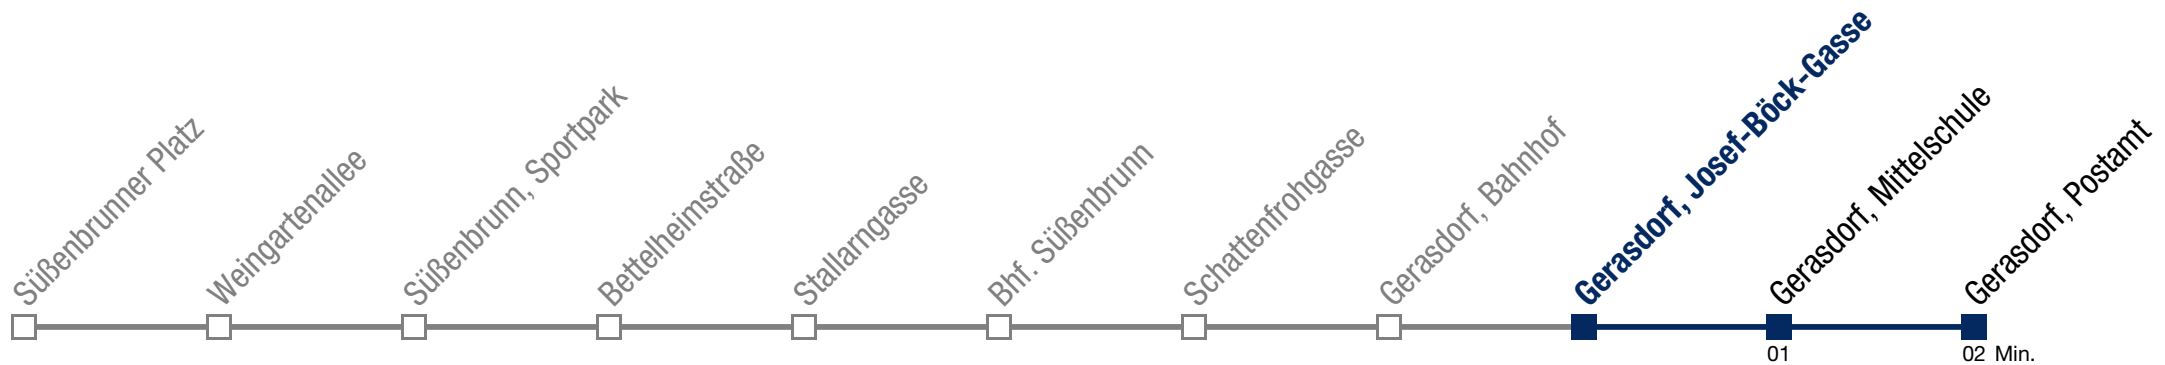 Süßenbrunner Platz
Weingartenallee
Süßenbrunn, Sportpark
Bettelheimstraße
Stallarngasse
Bhf. Süßenbrunn
Schattenfrohgasse
Gerasdorf, Bahnhof
Gerasdorf, Josef-Böck-Gasse
Gerasdorf, Mittelschule
Gerasdorf, Postamt
01
02 Min.